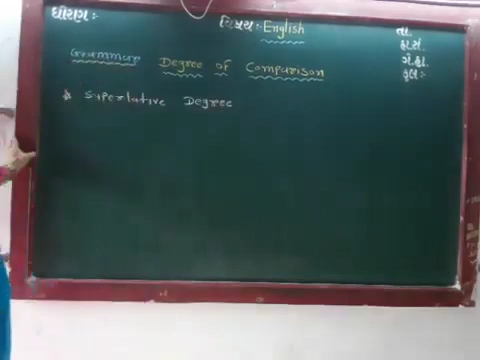 ધોરણ:
વિષય:- English
તા.
હા.સં.
ગે.હા.
કુલ:-
Grammar Degree of Comparison
* Superlative Degree